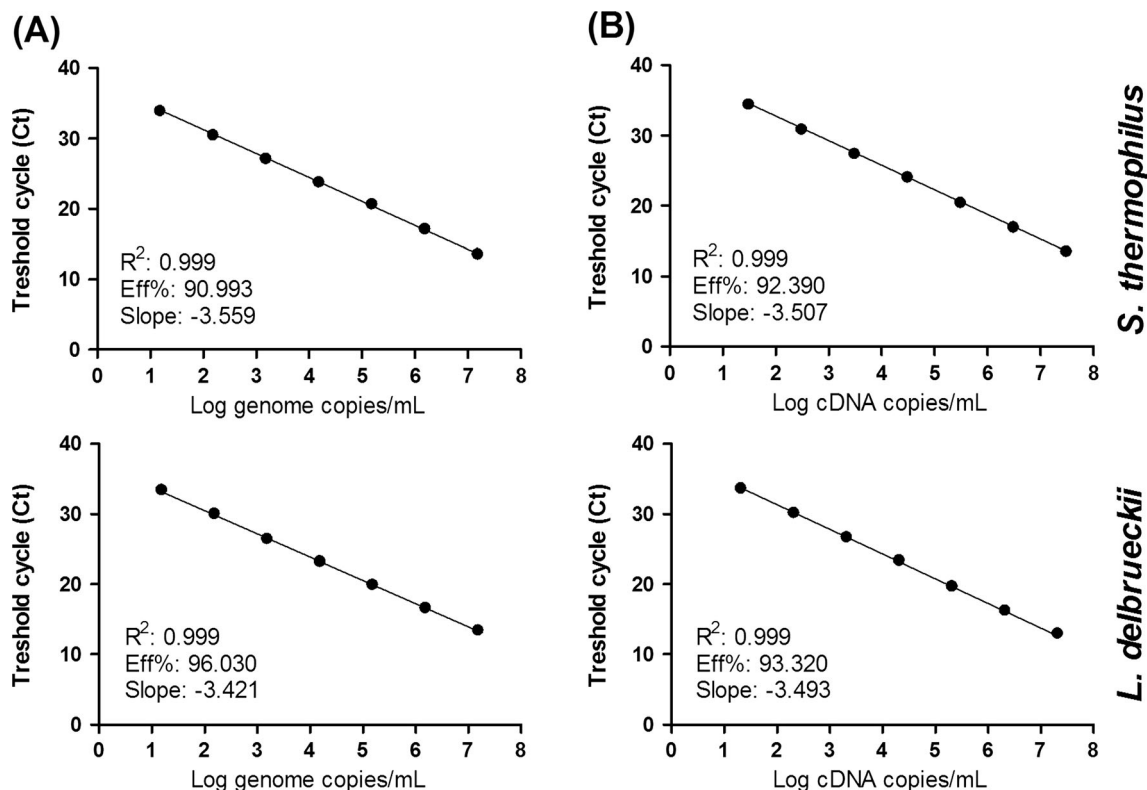 (A)
(B)
Treshold cycle (Ct)
40
30
20
10
0
R2: 0.999
Eff%: 90.993
Slope: -3.559
0 1 2 3 4 5 6 7 8
Log genome copies/mL
Treshold cycle (Ct)
40
30
20
10
0
R2: 0.999
Eff%: 92.390
Slope: -3.507
0 1 2 3 4 5 6 7 8
Log cDNA copies/mL
S. thermophilus
Treshold cycle (Ct)
40
30
20
10
0
R2: 0.999
Eff%: 96.030
Slope: -3.421
0 1 2 3 4 5 6 7 8
Log genome copies/mL
Treshold cycle (Ct)
40
30
20
10
0
R2: 0.999
Eff%: 93.320
Slope: -3.493
0 1 2 3 4 5 6 7 8
Log cDNA copies/mL
L. delbrueckii